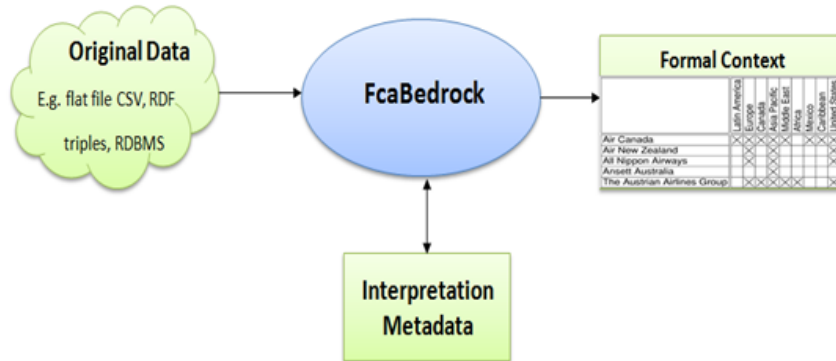 Original Data
E.g. flat file CSV, RDF
triples, RDBMS
FcaBedrock
Interpretation
Metadata
Formal Context
Latin America
Europe
Canada
Asia Pacific
Middle East
Africa
Mexico
Caribbean
United States
Air Canada
Air New Zealand
All Nippon Airways
Ansett Australia
The Austrian Airlines Group